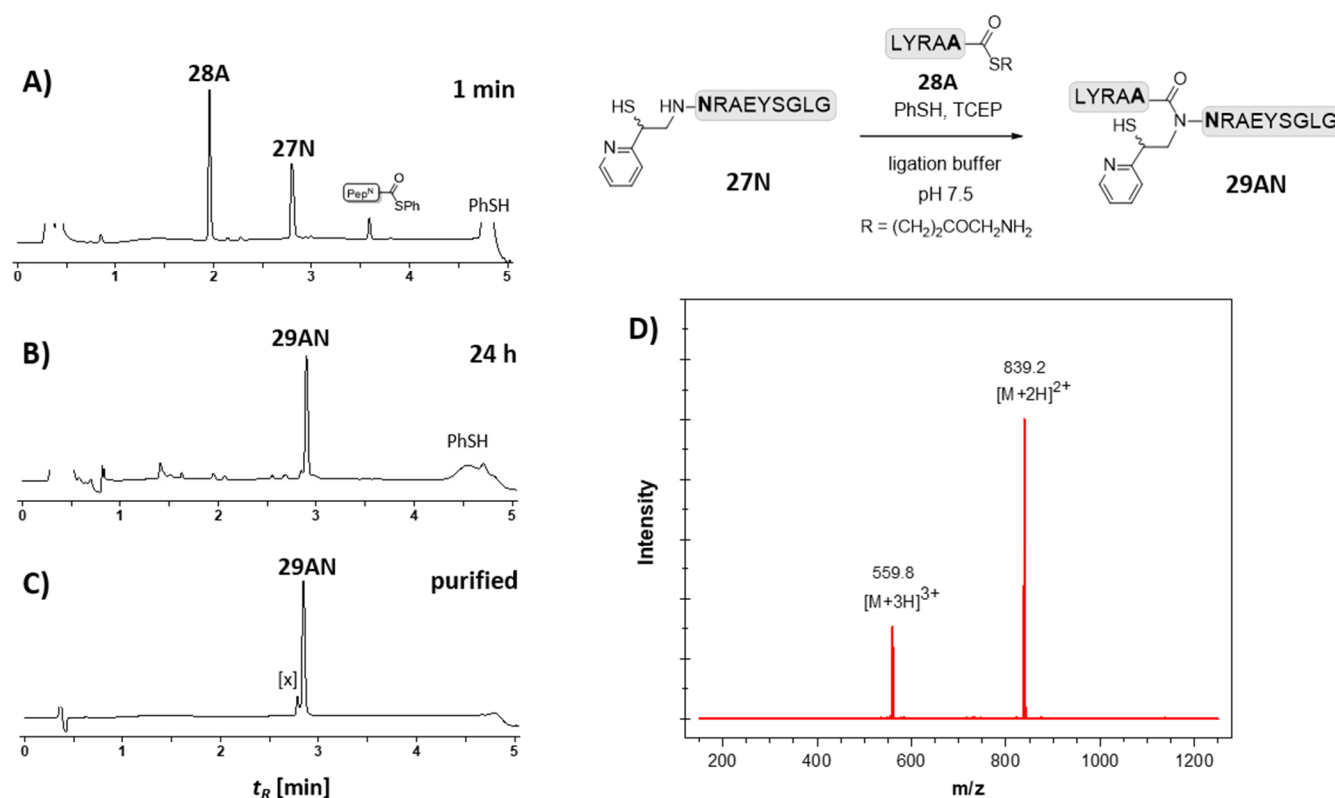 A)
28A
1 min
27N
Pepᴺ
O
SPh
PhSH
0 1 2 3 4 5
B)
29AN
24 h
PhSH
0 1 2 3 4 5
C)
29AN
purified
[x]
0 1 2 3 4 5
tR [min]
HS
HN
NRAEYSGLG
N
27N
LYRAA
O
SR
28A
PhSH, TCEP
ligation buffer
pH 7.5
R = (CH₂)₂COCH₂NH₂
LYRAA
O
HS
N
NRAEYSGLG
N
29AN
D)
839.2
[M+2H]²⁺
559.8
[M+3H]³⁺
Intensity
200 400 600 800 1000 1200
m/z